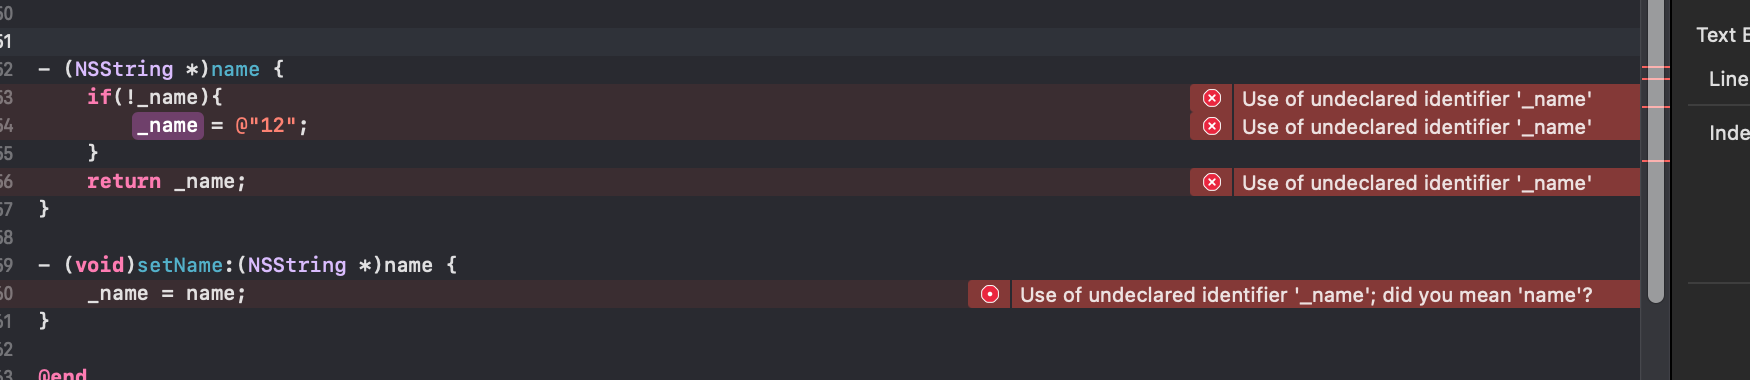 51
52 - (NSString *)name {
53 if(!_name){ Use of undeclared identifier '_name'
54 _name = @"12"; Use of undeclared identifier '_name'
55 }
56 return _name; Use of undeclared identifier '_name'
57 }
58
59 - (void)setName:(NSString *)name {
60 _name = name; Use of undeclared identifier '_name'; did you mean 'name'?
61 }
62
63 @end
Text
Line
Inde